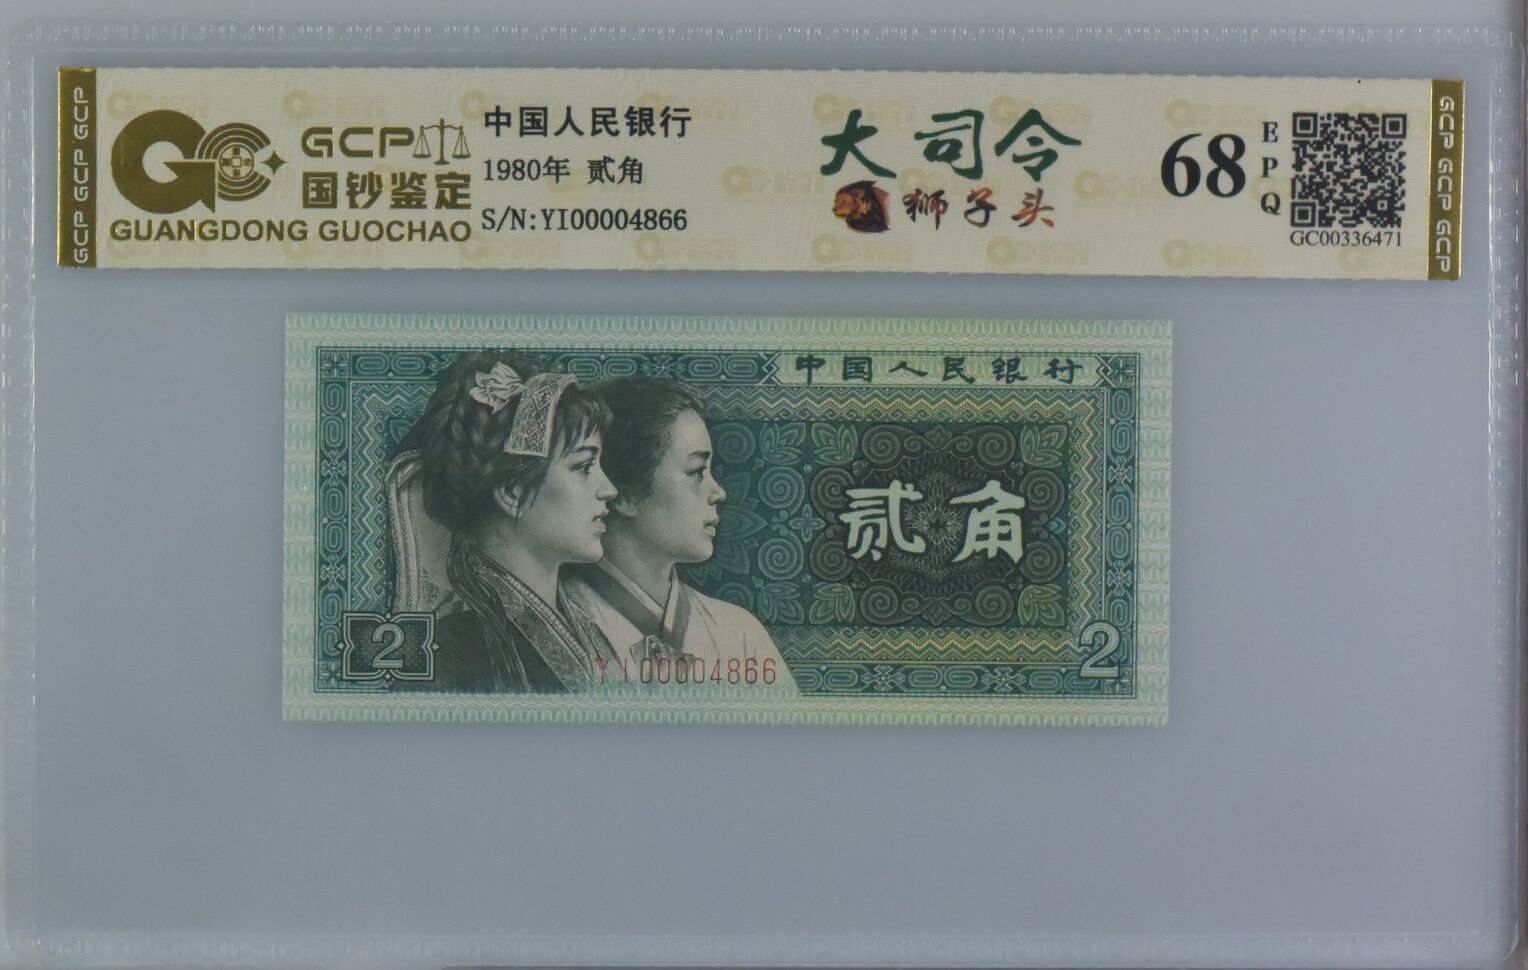 GCP GCP GCP
GCP
国钞鉴定
GUANGDONG GUOCHAO
中国人民银行
1980年 贰角
S/N:YI00004866
大司令
狮子头
68
EPQ
GC00336471
GCP GCP GCP
中国人民银行
贰角
2
YI00004866
2